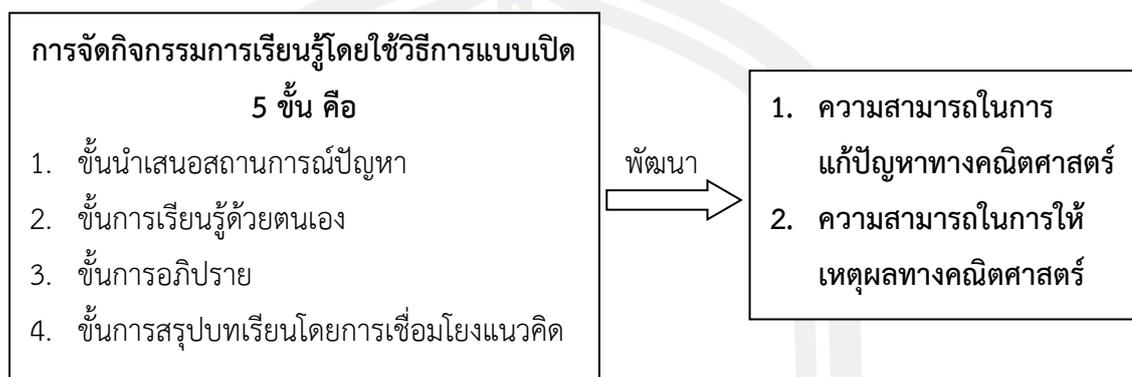 การจัดกิจกรรมการเรียนรู้โดยใช้วิธีการแบบเปิด
5 ขั้น คือ
1. ขั้นนำเสนอสถานการณ์ปัญหา
2. ขั้นการเรียนรู้ด้วยตนเอง
3. ขั้นการอภิปราย
4. ขั้นการสรุปบทเรียนโดยการเชื่อมโยงแนวคิด
พัฒนา
1. ความสามารถในการ
แก้ปัญหาทางคณิตศาสตร์
2. ความสามารถในการให้
เหตุผลทางคณิตศาสตร์